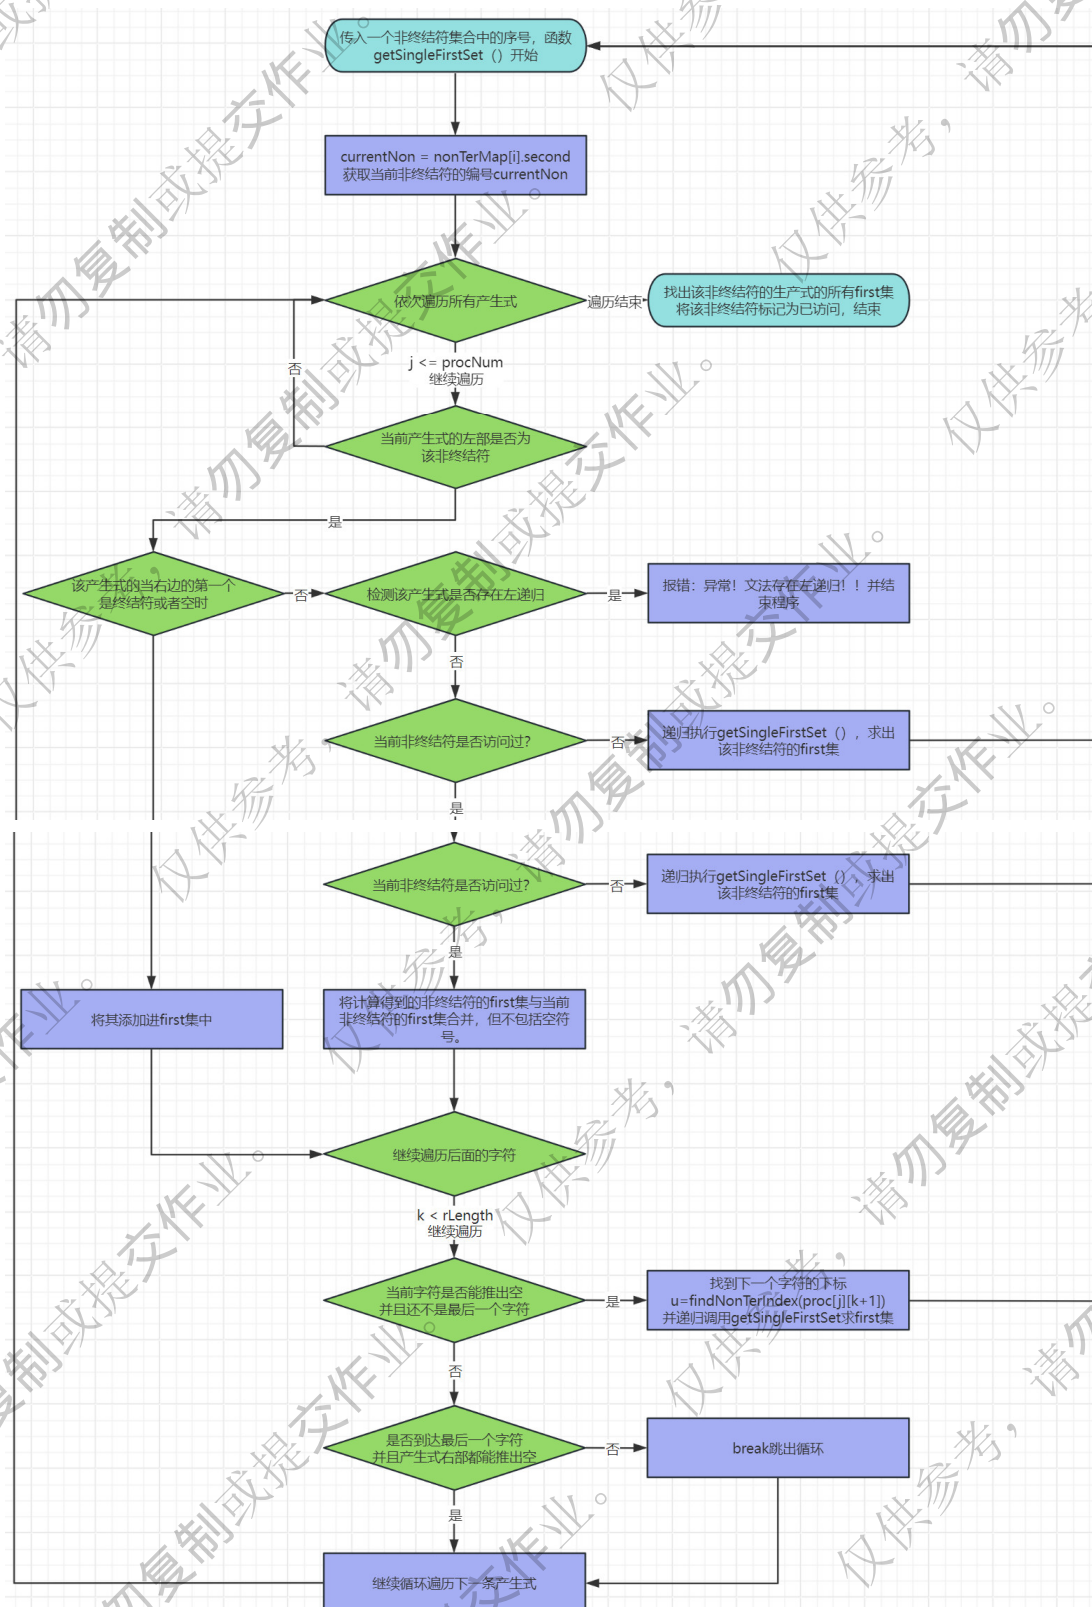 传入一个非终结符集合中的序号，函数
getSingleFirstSet（）开始
currentNon = nonTerMap[i].second
获取当前非终结符的编号currentNon
依次遍历所有产生式
遍历结束
找出该非终结符的生产式的所有first集
将该非终结符标记为已访问，结束
否
j <= procNum
继续遍历
当前产生式的左部是否为
该非终结符
是
该产生式的当右边的第一个
是终结符或者空时
否
检测该产生式是否存在左递归
是
报错：异常！文法存在左递归！！并结
束程序
否
当前非终结符是否访问过?
否
递归执行getSingleFirstSet（），求出
该非终结符的first集
是
当前非终结符是否访问过?
否
递归执行getSingleFirstSet（），求出
该非终结符的first集
是
将其添加进first集中
将计算得到的非终结符的first集与当前
非终结符的first集合并，但不包括空符
号。
继续遍历后面的字符
k < rLength
继续遍历
当前字符是否能推出空
并且还不是最后一个字符
是
找到下一个字符的下标
u=findNonTerIndex(proc[j][k+1])
并递归调用getSingleFirstSet求first集
否
是否到达最后一个字符
并且产生式右部都能推出空
否
break跳出循环
是
继续循环遍历下一条产生式
仅供参考，请勿复制或提交作业。